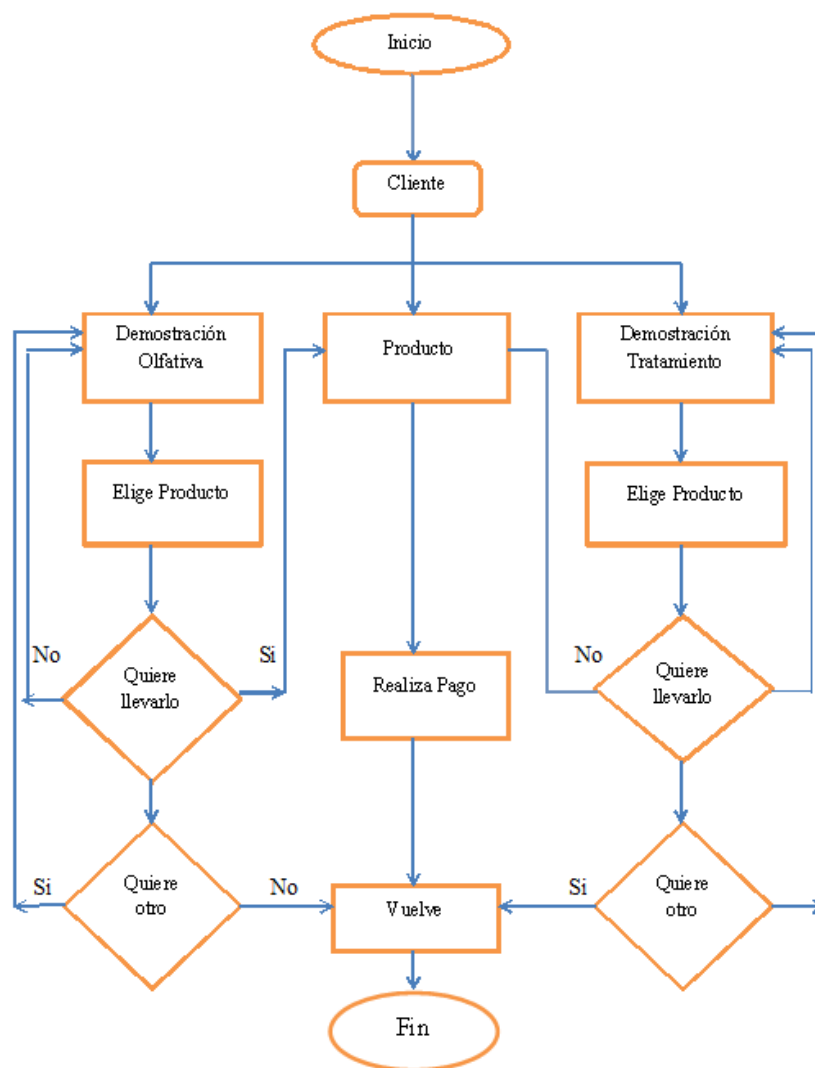 Inicio
Cliente
Demostración
Olfativa
Producto
Demostración
Tratamiento
Elige Producto
Elige Producto
No
Quiere
llevarlo
Si
Realiza Pago
No
Quiere
llevarlo
Si
Quiere
otro
No
Vuelve
Si
Quiere
otro
Fin